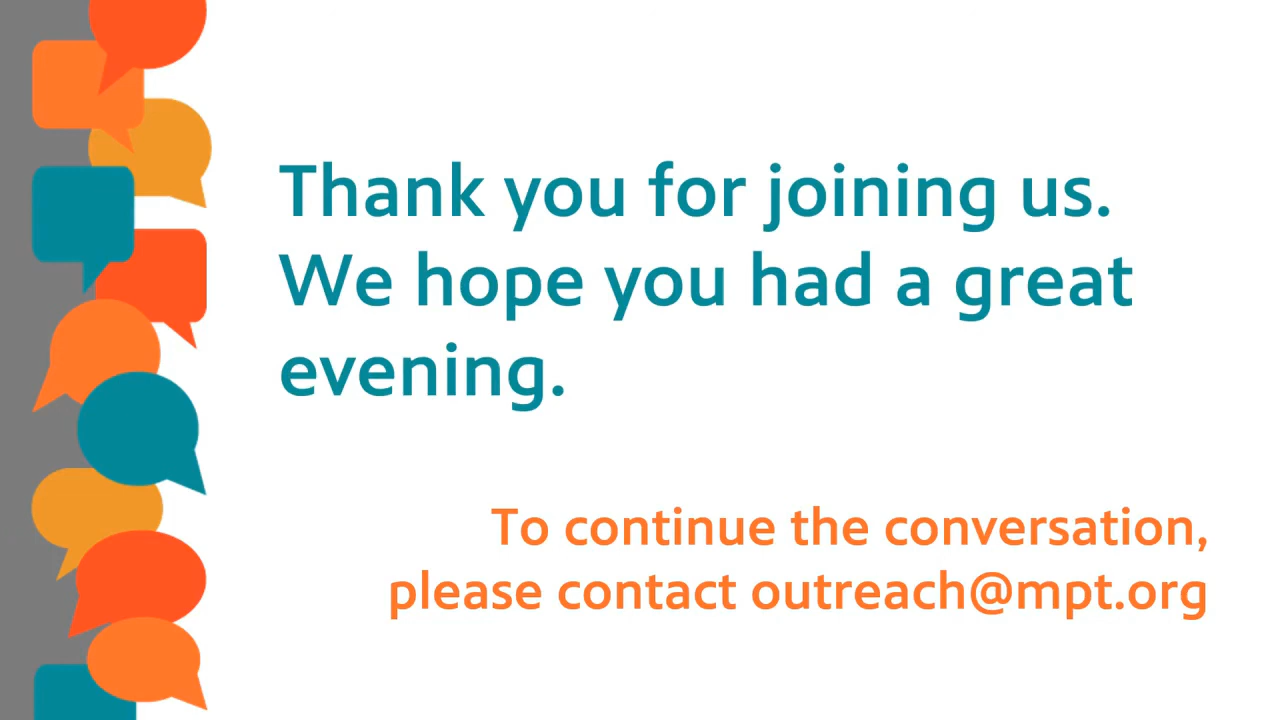 Thank you for joining us.
We hope you had a great
evening.
To continue the conversation,
please contact outreach@mpt.org